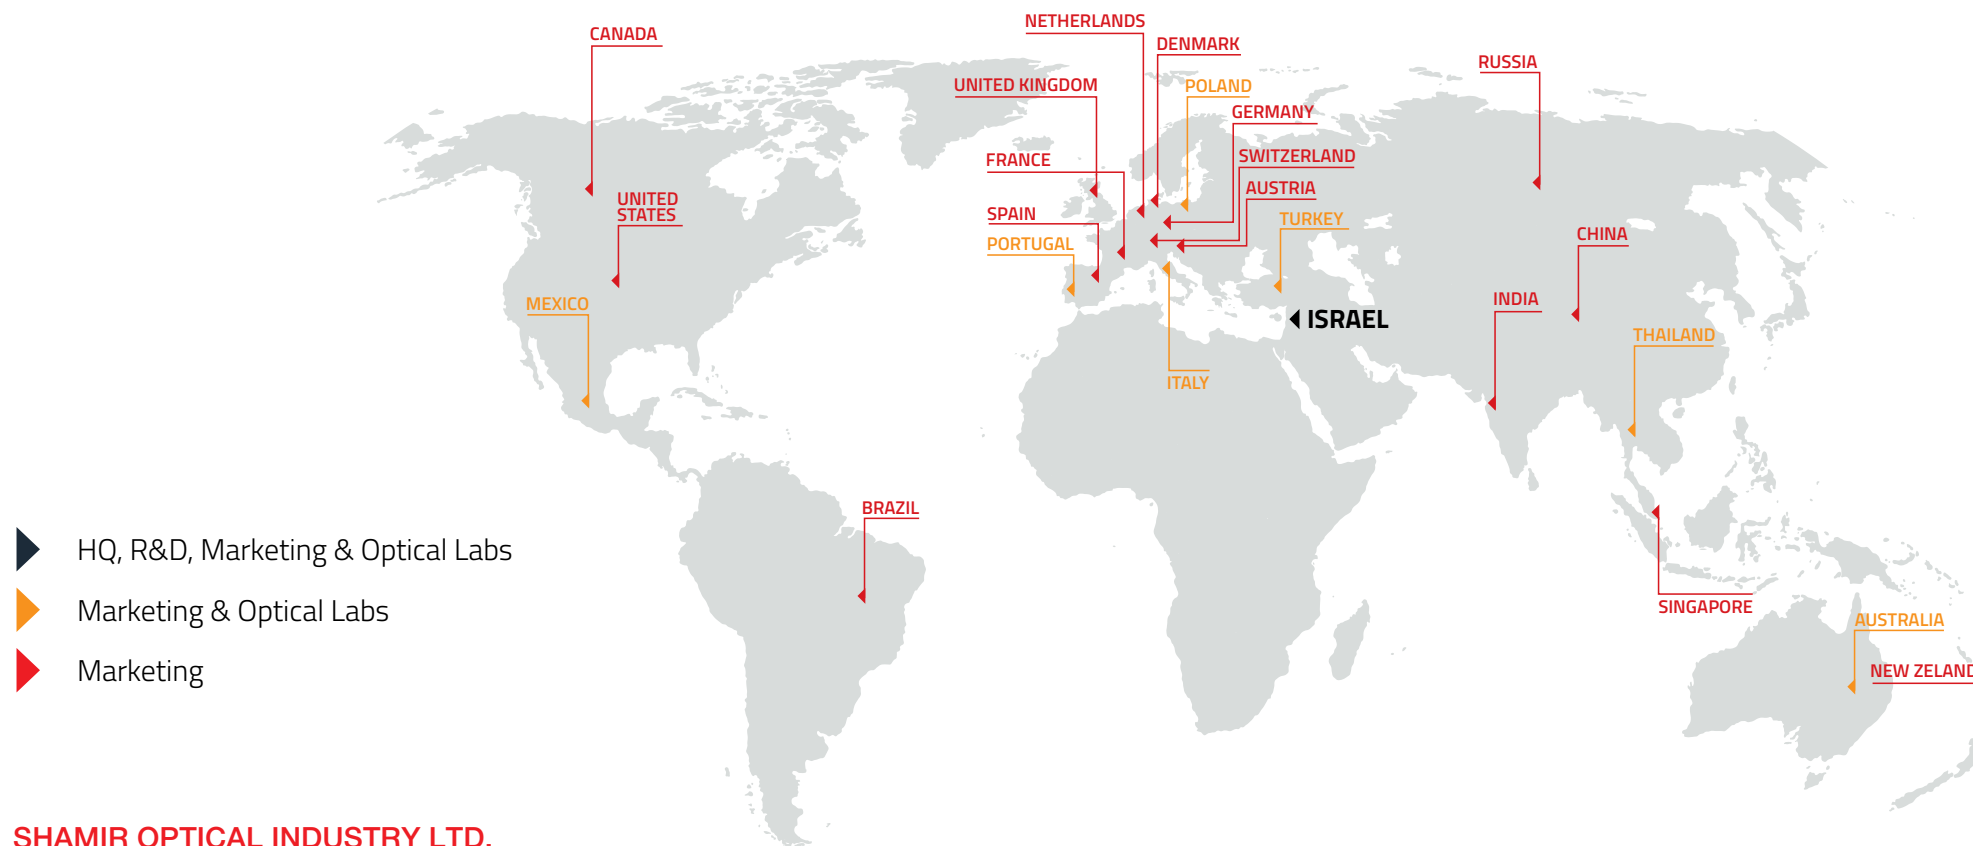 NETHERLANDS
CANADA
DENMARK
RUSSIA
UNITED KINGDOM
POLAND
GERMANY
FRANCE
SWITZERLAND
AUSTRIA
UNITED
STATES
SPAIN
TURKEY
PORTUGAL
CHINA
MEXICO
INDIA
ISRAEL
THAILAND
ITALY
BRAZIL
HQ, R&D, Marketing & Optical Labs
Marketing & Optical Labs
SINGAPORE
AUSTRALIA
Marketing
NEW ZELAND
SHAMIR OPTICAL INDUSTRY LTD.